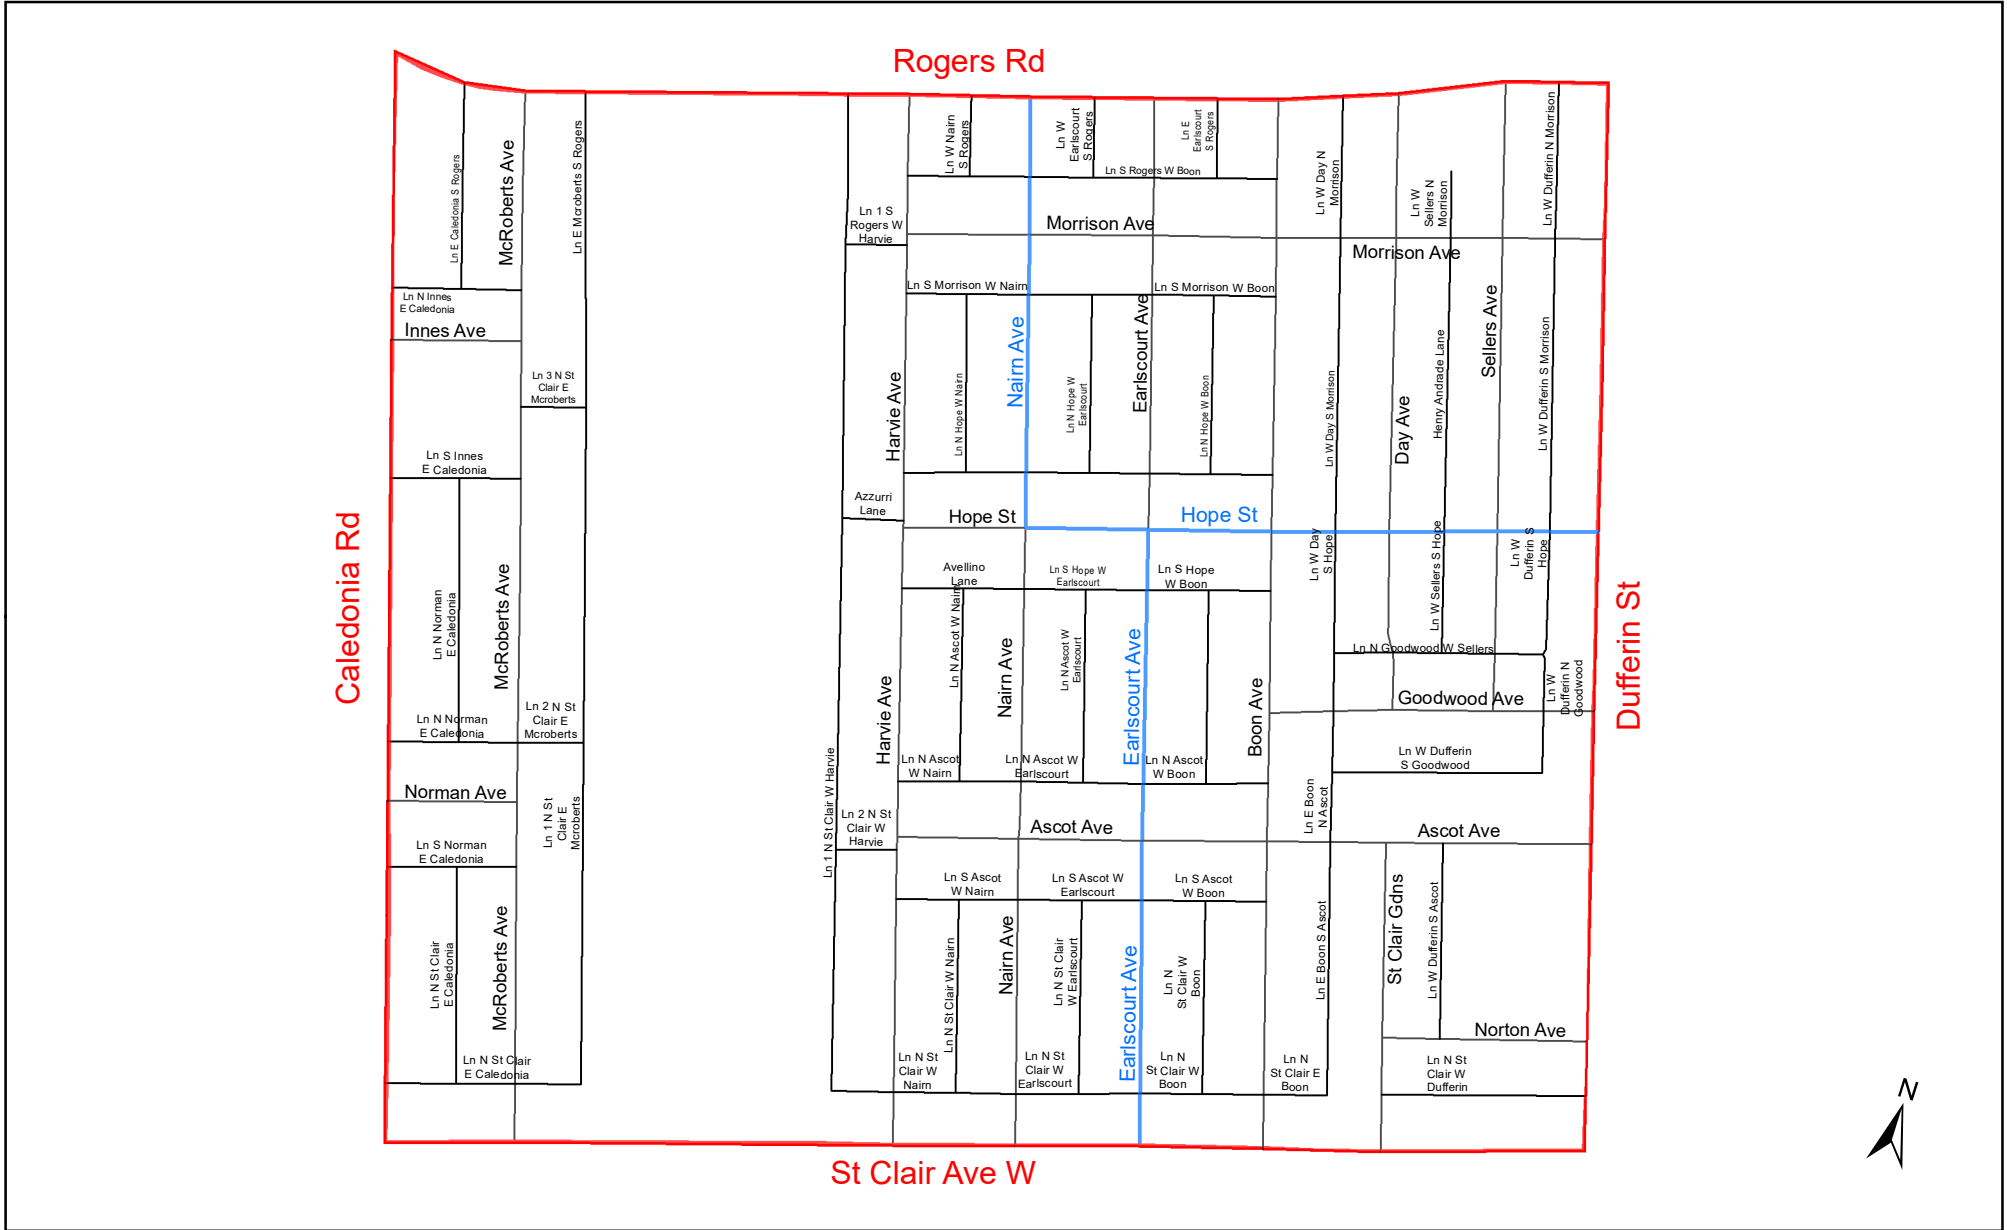 Rogers Rd
Ln W Nairn
S Rogers
Ln W
Earlscourt
S Rogers
Ln E
Earlscourt
S Rogers
Ln S Rogers W Boon
Ln W Day N
Morrison
Ln W
Sellers N
Morrison
Ln W Dufferin N Morrison
Ln E Caledonia S Rogers
McRoberts Ave
Ln E Mcroberts S Rogers
Ln 1 S
Rogers W
Harvie
Morrison Ave
Morrison Ave
Ln N Innes
E Caledonia
Innes Ave
Ln S Morrison W Nairn
Ln S Morrison W Boon
Nairn Ave
Earlscourt Ave
Sellers Ave
Ln 3 N St
Clair E
Mcroberts
Harvie Ave
Ln N Hope W Nairn
Ln N Hope W
Earlscourt
Ln N Hope W Boon
Ln W Day S Morrison
Day Ave
Henry Andrade Lane
Ln W Dufferin S Morrison
Ln S Innes
E Caledonia
Azzurri
Lane
Hope St
Hope St
Ln W Day
S Hope
Ln W Sellers S Hope
Ln W
Dufferin S
Hope
Caledonia Rd
Dufferin St
Ln N Norman
E Caledonia
McRoberts Ave
Avellino
Lane
Ln S Hope W
Earlscourt
Ln S Hope
W Boon
Ln N Ascot W Nairn
Nairn Ave
Ln N Ascot W
Earlscourt
Earlscourt Ave
Boon Ave
Ln N Goodwood W Sellers
Goodwood Ave
Ln W
Dufferin N
Goodwood
Ln N Norman
E Caledonia
Ln 2 N St
Clair E
Mcroberts
Harvie Ave
Ln N Ascot
W Nairn
Ln N Ascot W
Earlscourt
Ln N Ascot
W Boon
Ln W Dufferin
S Goodwood
Norman Ave
Ln 1 N St
Clair E
Mcroberts
Ln 1 N St Clair W Harvie
Ln 2 N St
Clair W
Harvie
Ascot Ave
Ln E Boon
N Ascot
Ascot Ave
Ln S Norman
E Caledonia
Ln S Ascot
W Nairn
Ln S Ascot W
Earlscourt
Ln S Ascot
W Boon
Ln N St Clair
E Caledonia
McRoberts Ave
Ln N St Clair W Nairn
Nairn Ave
Ln N St Clair
W Earlscourt
Earlscourt Ave
Ln N
St Clair W
Boon
Ln E Boon S Ascot
St Clair Gdns
Ln W Dufferin S Ascot
Norton Ave
Ln N St Clair
E Caledonia
Ln N St
Clair W
Nairn
Ln N St
Clair W
Earlscourt
Ln N
St Clair W
Boon
Ln N
St Clair E
Boon
Ln N St
Clair W
Dufferin
N
St Clair Ave W